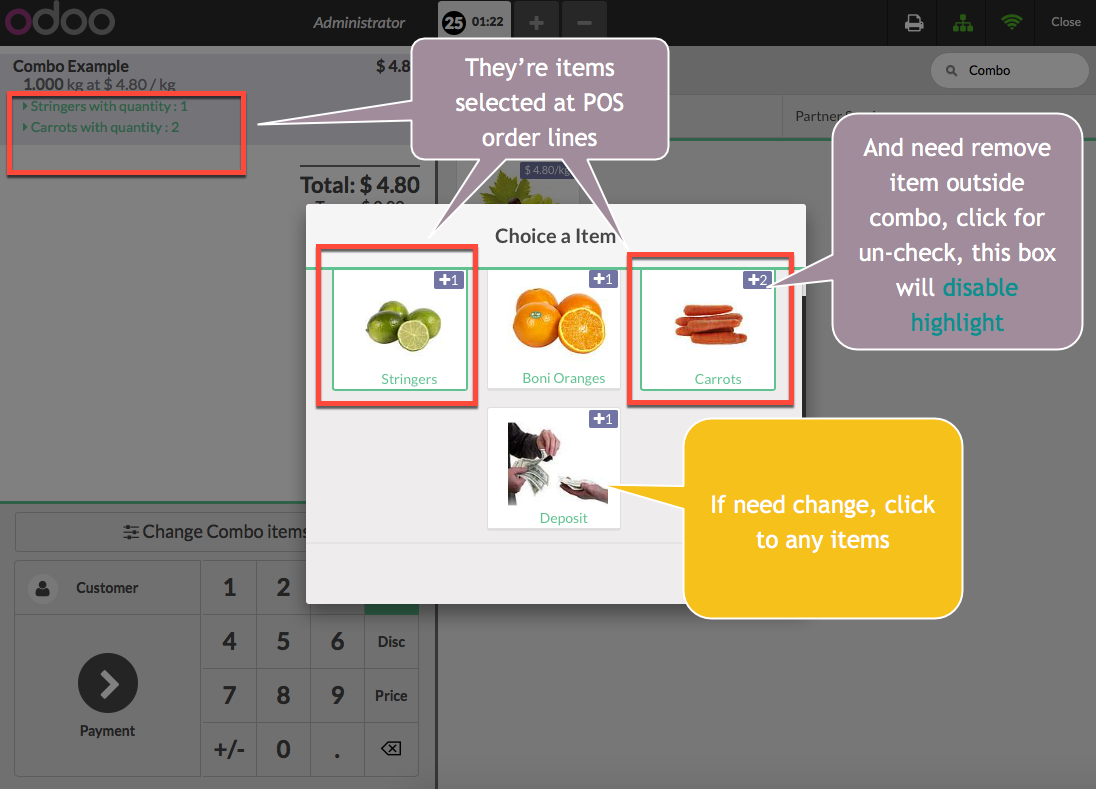 odoo
Administrator
25 01:22
Close
Combo Example
$ 4.8
1.000 kg at $ 4.80 / kg
Stringers with quantity : 1
Carrots with quantity : 2
Total: $ 4.80
Combo
Partner
$ 4.80/kg
They’re items
selected at POS
order lines
And need remove
item outside
combo, click for
un-check, this box
will disable
highlight
Choice a Item
+1
+1
+2
Stringers
Boni Oranges
Carrots
+1
Deposit
If need change, click
to any items
Change Combo items
Customer
Payment
1 2
4 5 6 Disc
7 8 9 Price
+/- 0 .